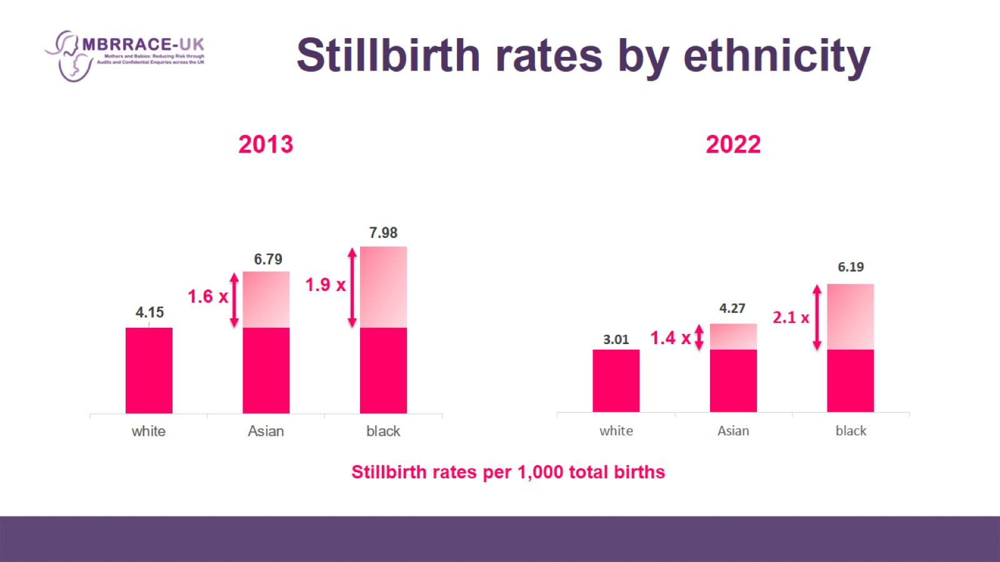 MBRRACE-UK
Mothers and Babies: Reducing Risk through
Audits and Confidential Enquiries across the UK
Stillbirth rates by ethnicity
2013
7.98
6.79
1.9 x
1.6 x
4.15
white
Asian
black
2022
6.19
4.27
2.1 x
1.4 x
3.01
white
Asian
black
Stillbirth rates per 1,000 total births